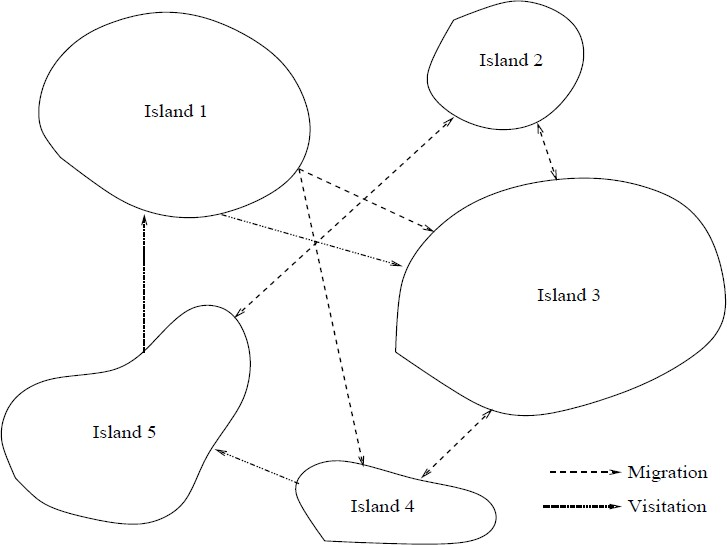 Island 2
Island 1
Island 3
Island 5
Island 4
Migration
Visitation